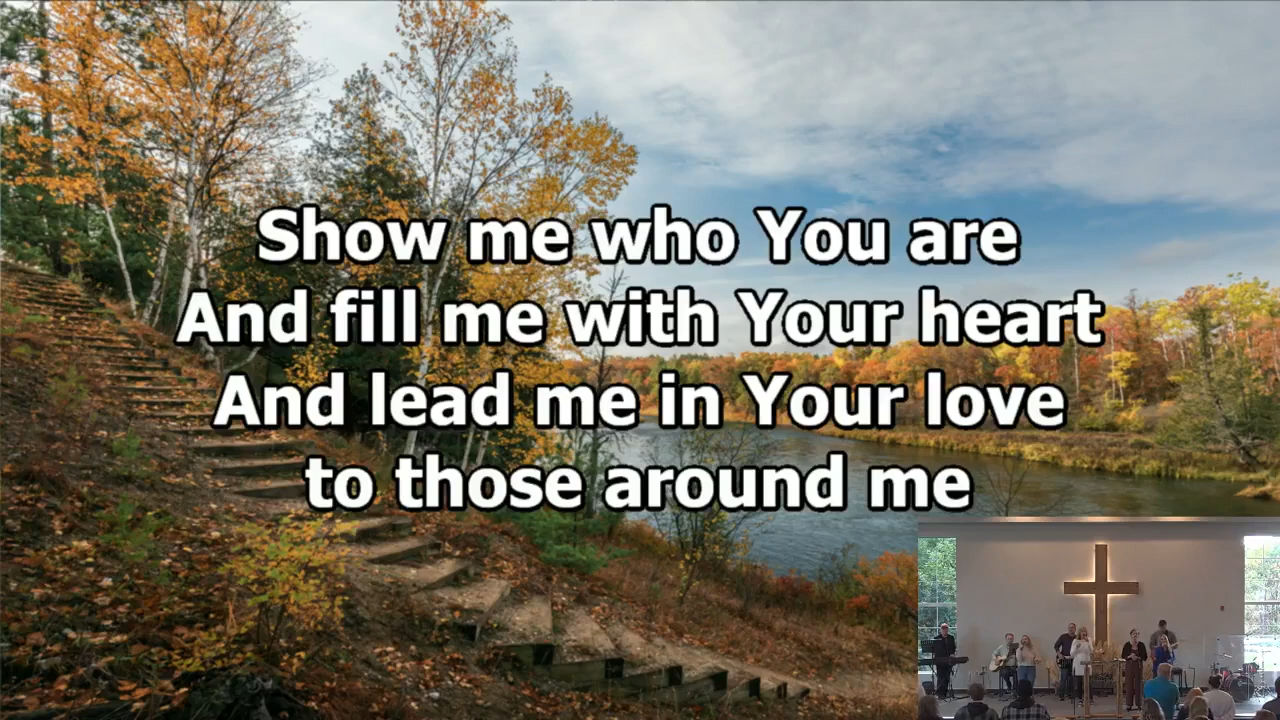 Show me who You are
And fill me with Your heart
And lead me in Your love
to those around me